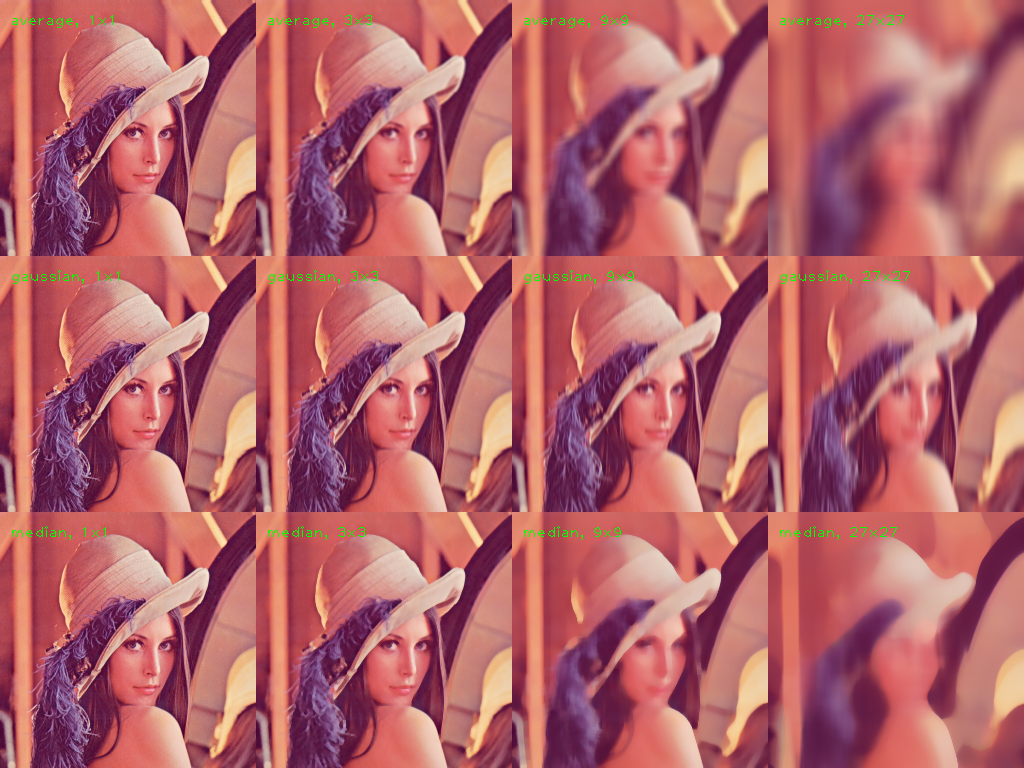 average, 1x1
average, 3x3
average, 9x9
average, 27x27
gaussian, 1x1
gaussian, 3x3
gaussian, 9x9
gaussian, 27x27
median, 1x1
median, 3x3
median, 9x9
median, 27x27